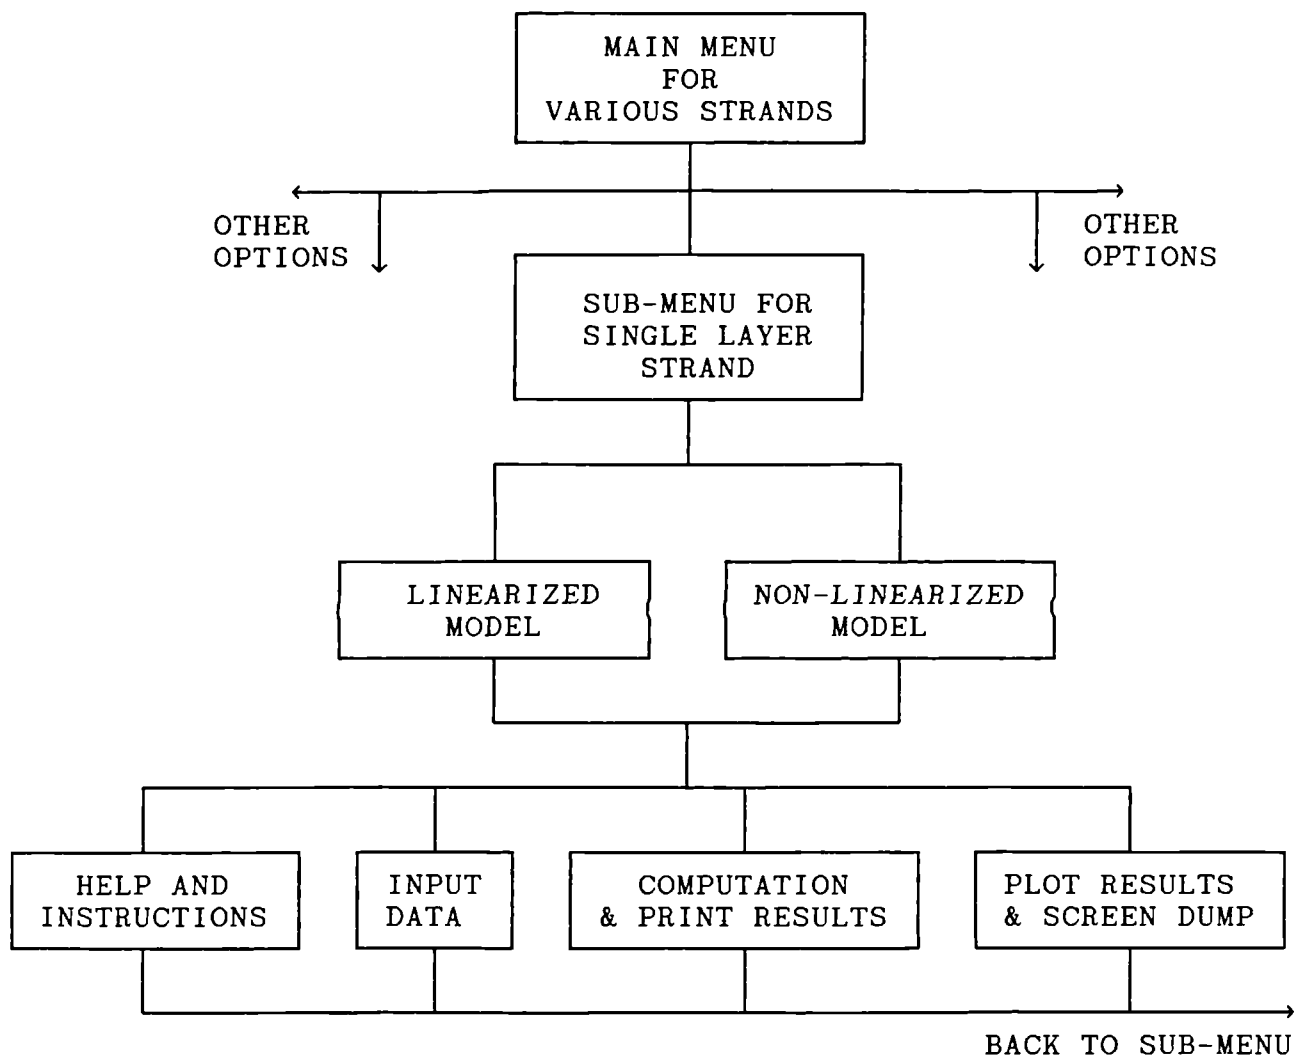 MAIN MENU
FOR
VARIOUS STRANDS
OTHER
OPTIONS
OTHER
OPTIONS
SUB-MENU FOR
SINGLE LAYER
STRAND
LINEARIZED
MODEL
NON-LINEARIZED
MODEL
HELP AND
INSTRUCTIONS
INPUT
DATA
COMPUTATION
& PRINT RESULTS
PLOT RESULTS
& SCREEN DUMP
BACK TO SUB-MENU